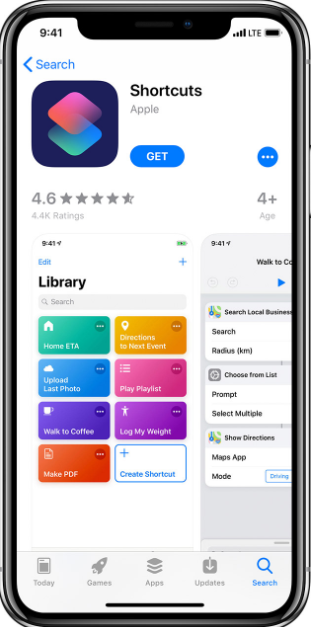 9:41
LTE
Search
Shortcuts
Apple
GET
4.6
4+
4.4K Ratings
Age
9:41
Edit
Library
Search
Home ETA
Directions
to Next Event
Upload
Last Photo
Play Playlist
Walk to Coffee
Log My Weight
Make PDF
Create Shortcut
9:41
Walk to Co
Search Local Business
Search
Radius (km)
Choose from List
Prompt
Select Multiple
Show Directions
Maps App
Mode
Driving
Today
Games
Apps
Updates
Search